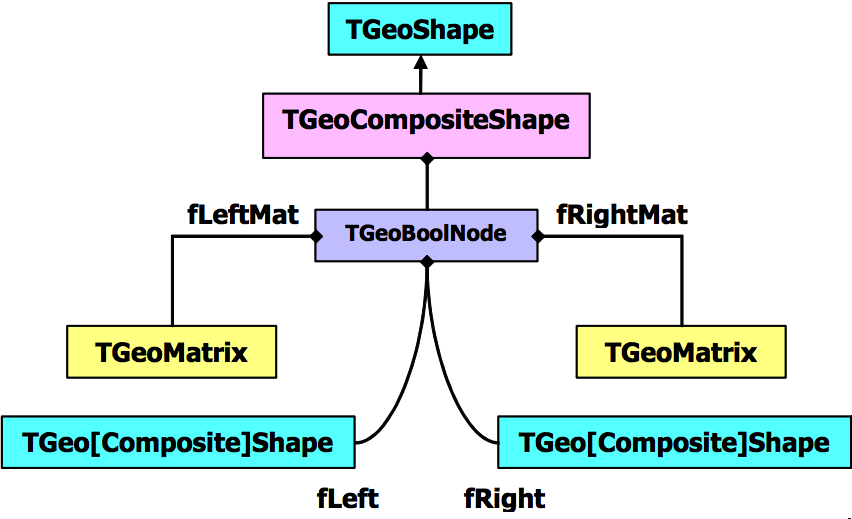 TGeoShape
TGeoCompositeShape
fLeftMat
fRightMat
TGeoBoolNode
TGeoMatrix
TGeoMatrix
TGeo[Composite]Shape
TGeo[Composite]Shape
fLeft
fRight